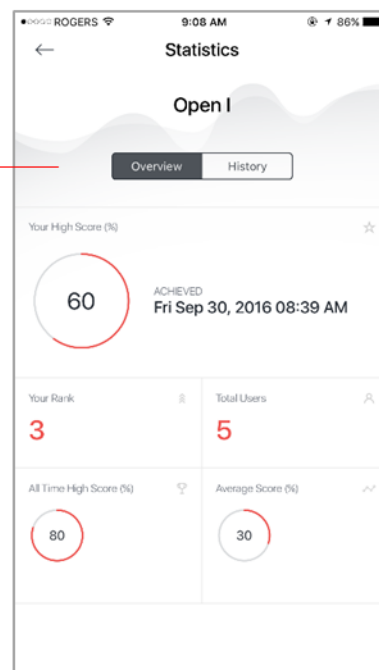 ROGERS 9:08 AM 86%
Statistics
Open I
Overview History
Your High Score (%)
60
ACHIEVED
Fri Sep 30, 2016 08:39 AM
Your Rank
3
Total Users
5
All Time High Score (%)
80
Average Score (%)
30